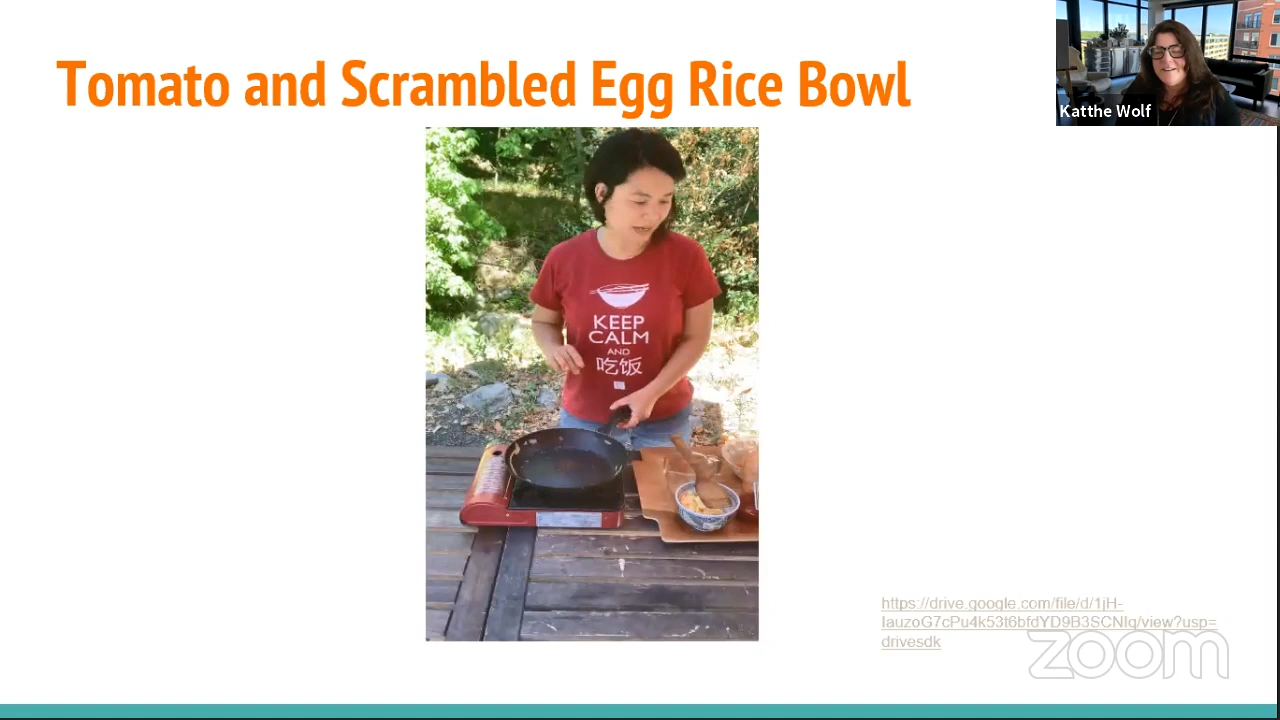 Tomato and Scrambled Egg Rice Bowl
Katthe Wolf
KEEP
CALM
AND
吃饭
https://drive.google.com/file/d/1jH-
IauzoG7cPu4k53t6bfdYD9B3SCNIq/view?usp=
drivesdk
zoom